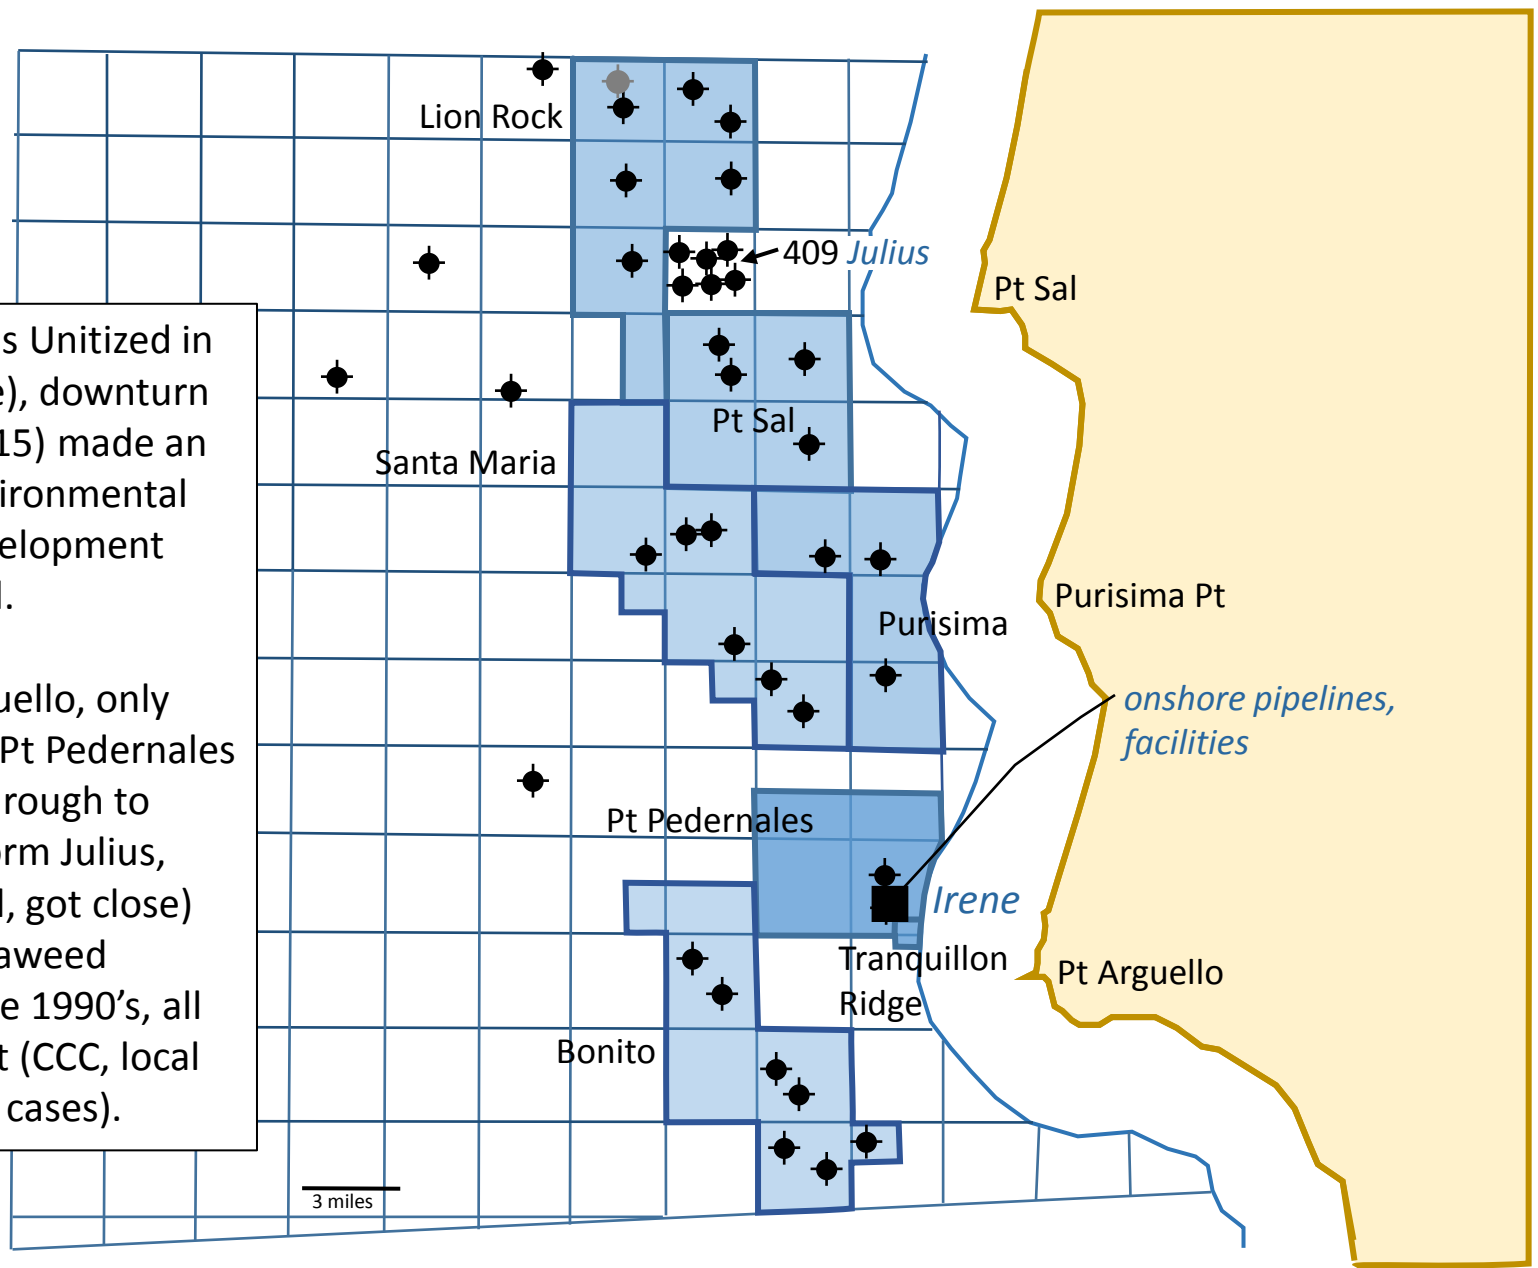 Lion Rock
409 Julius
Pt Sal
s Unitized in
e), downturn
15) made an
ironmental
velopment
l.
uello, only
Pt Pedernales
rough to
orm Julius,
l, got close)
aweed
e 1990's, all
t (CCC, local
cases).
Pt Sal
Santa Maria
Purisima Pt
Purisima
onshore pipelines,
facilities
Pt Pedernales
Irene
Tranquillon
Ridge
Pt Arguello
Bonito
3 miles